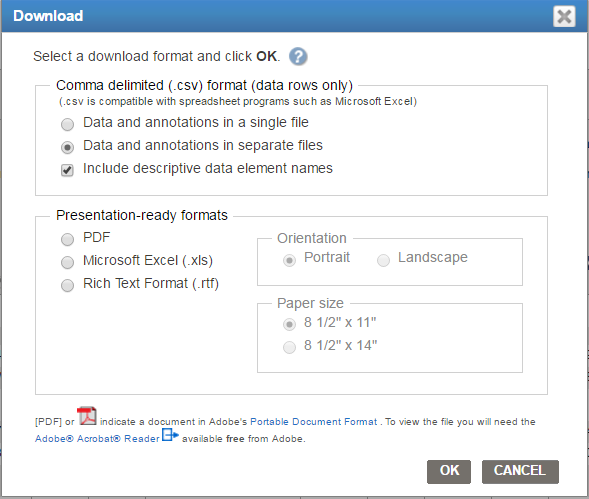 Download
Select a download format and click OK. ?
Comma delimited (.csv) format (data rows only)
(.csv is compatible with spreadsheet programs such as Microsoft Excel)
Data and annotations in a single file
Data and annotations in separate files
Include descriptive data element names
Presentation-ready formats
PDF
Microsoft Excel (.xls)
Rich Text Format (.rtf)
Orientation
Portrait
Landscape
Paper size
8 1/2" x 11"
8 1/2" x 14"
[PDF] or indicate a document in Adobe's Portable Document Format . To view the file you will need the
Adobe® Acrobat® Reader available free from Adobe.
OK
CANCEL